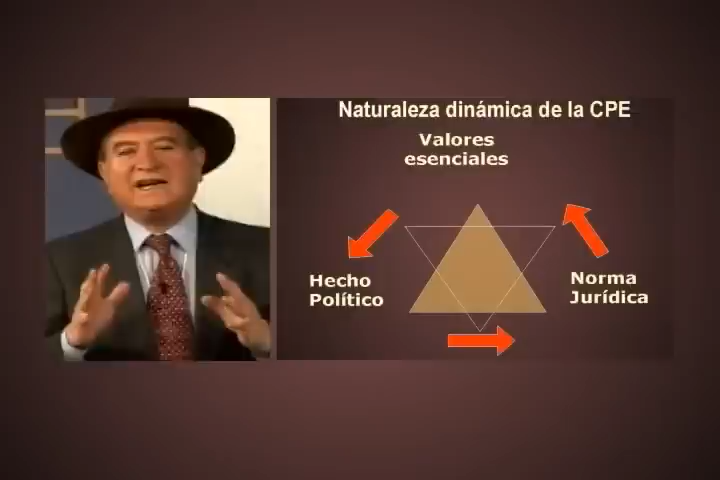 Naturaleza dinámica de la CPE
Valores
esenciales
Hecho
Político
Norma
Jurídica